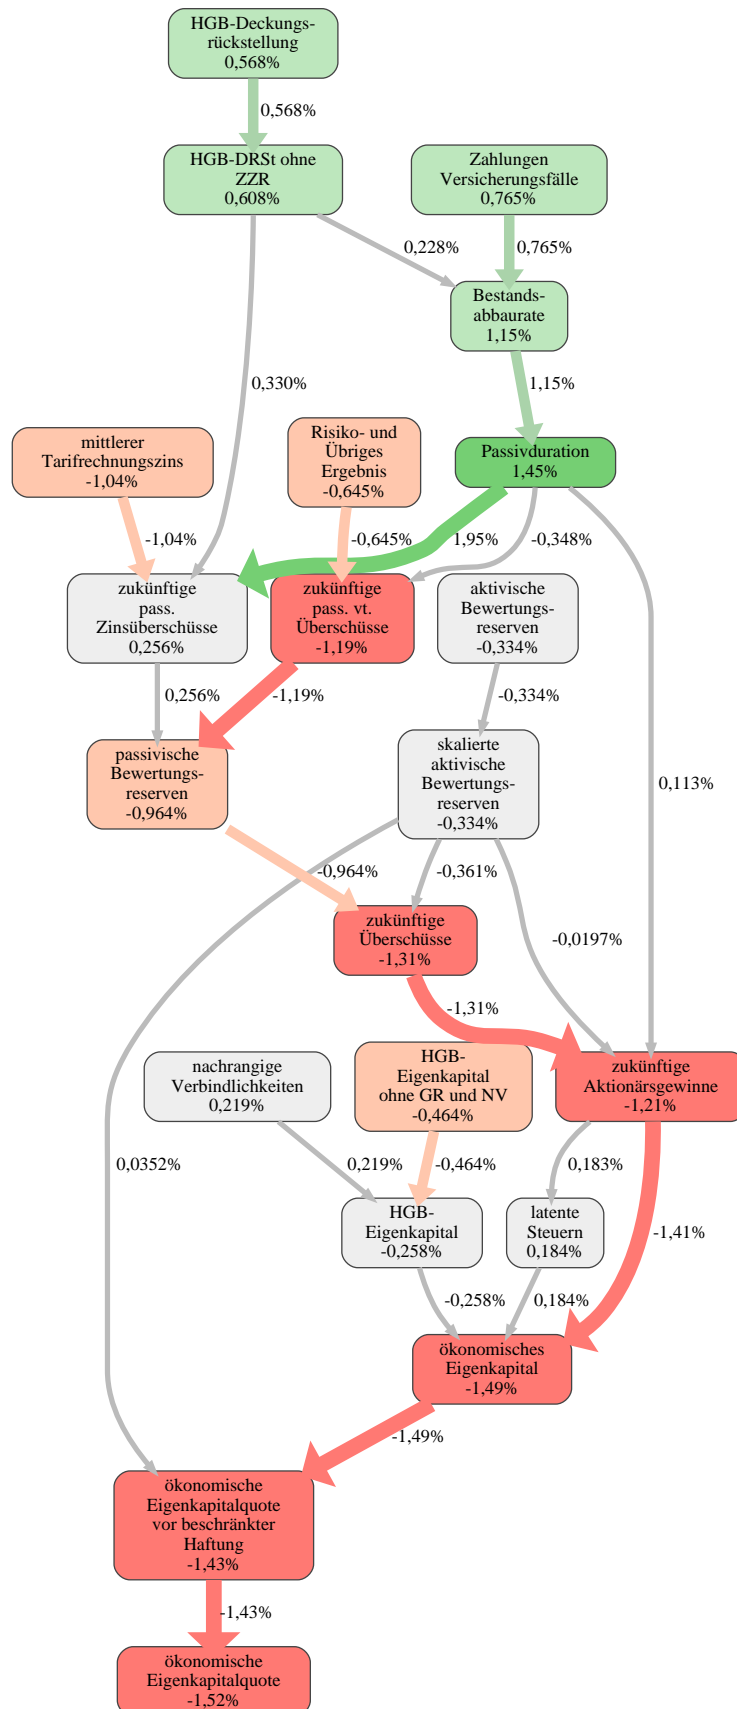 HGB-Deckungs-
rückstellung
0,568%
0,568%
HGB-DRSt ohne
ZZR
0,608%
Zahlungen
Versicherungsfälle
0,765%
0,228%
0,765%
Bestands-
abbaurate
1,15%
0,330%
1,15%
mittlerer
Tarifrechnungszins
-1,04%
Risiko- und
Übriges
Ergebnis
-0,645%
Passivduration
1,45%
-1,04%
-0,645%
1,95%
-0,348%
zukünftige
pass.
Zinsüberschüsse
0,256%
zukünftige
pass. vt.
Überschüsse
-1,19%
aktivische
Bewertungs-
reserven
-0,334%
0,256%
-1,19%
-0,334%
passivische
Bewertungs-
reserven
-0,964%
skalierte
aktivische
Bewertungs-
reserven
-0,334%
0,113%
-0,964%
-0,361%
zukünftige
Überschüsse
-1,31%
-0,0197%
-1,31%
nachrangige
Verbindlichkeiten
0,219%
HGB-
Eigenkapital
ohne GR und NV
-0,464%
zukünftige
Aktionärsgewinne
-1,21%
0,0352%
0,219%
-0,464%
0,183%
HGB-
Eigenkapital
-0,258%
latente
Steuern
0,184%
-1,41%
-0,258%
0,184%
ökonomisches
Eigenkapital
-1,49%
-1,49%
ökonomische
Eigenkapitalquote
vor beschränkter
Haftung
-1,43%
-1,43%
ökonomische
Eigenkapitalquote
-1,52%